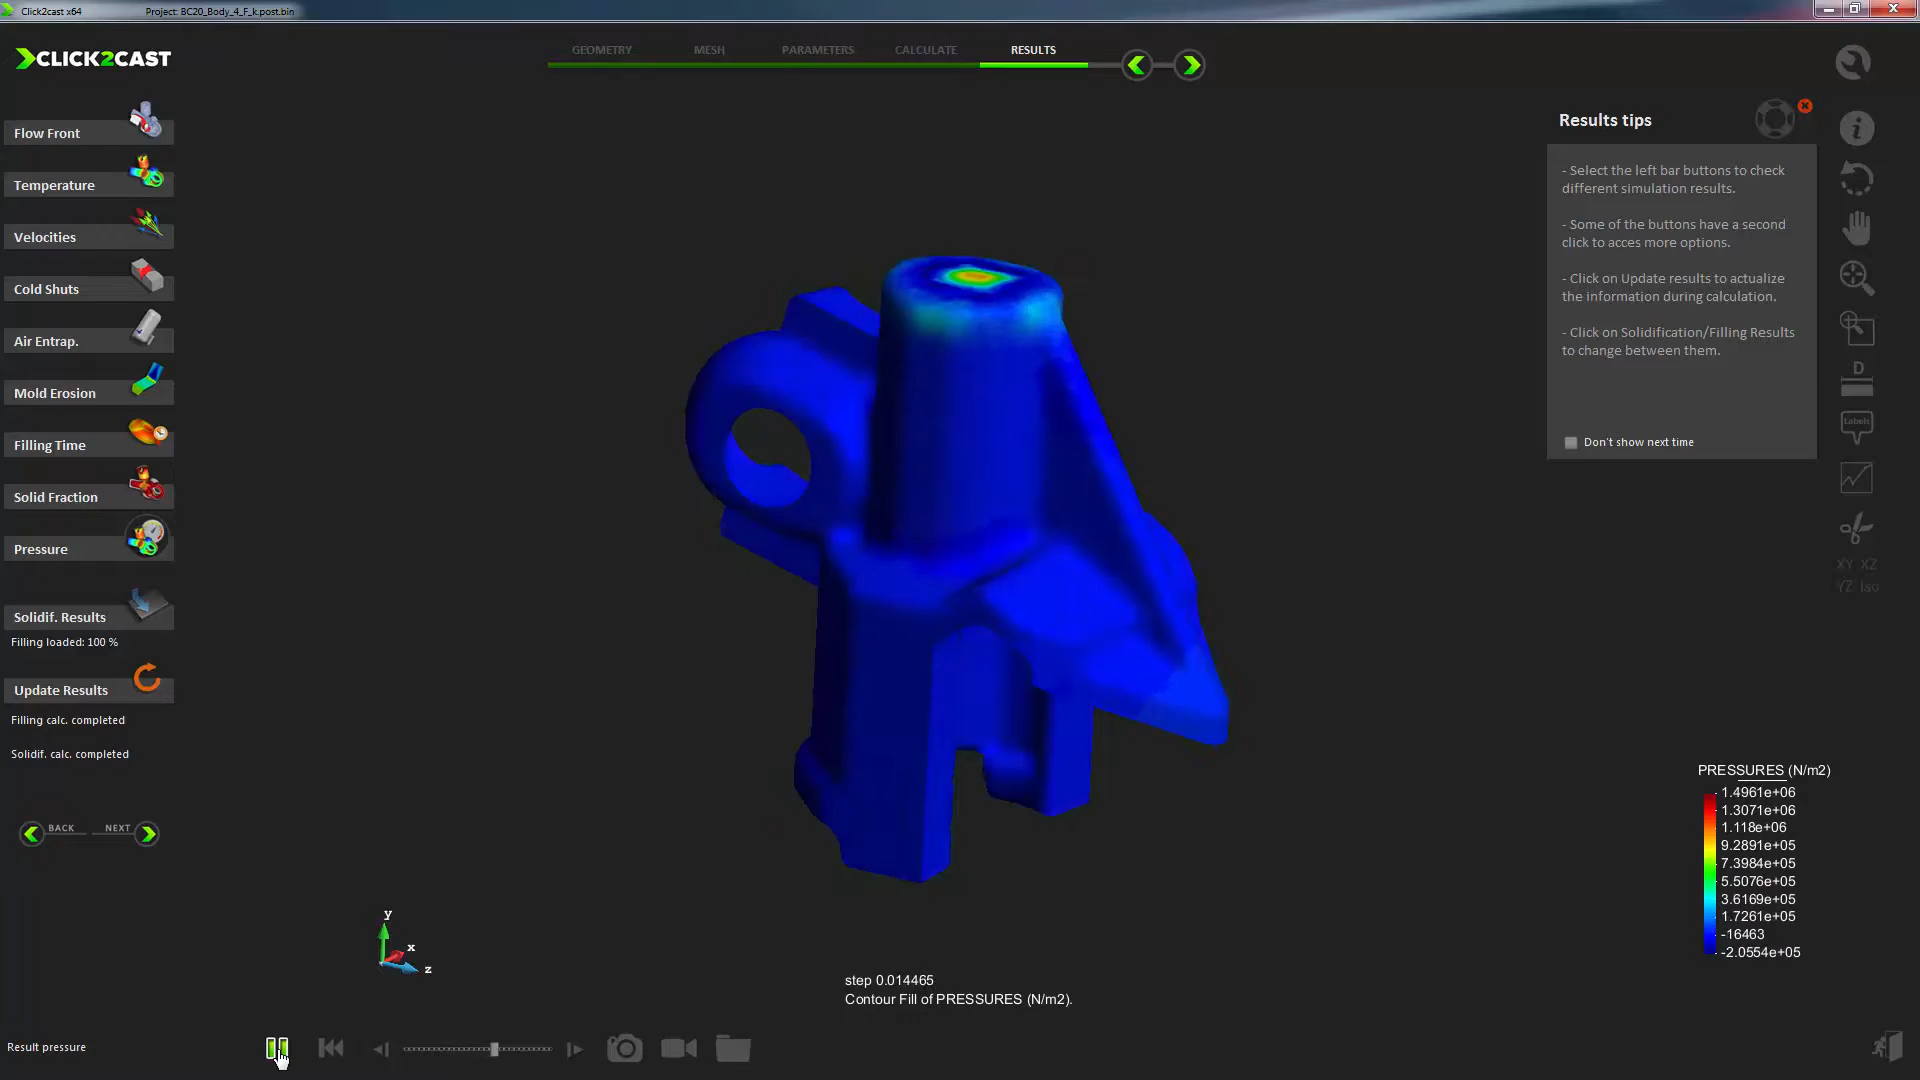 Click2cast x64
Project: BC20_Body_4_F_k.post.bin
CLICK2CAST
GEOMETRY
MESH
PARAMETERS
CALCULATE
RESULTS
Flow Front
Temperature
Velocities
Cold Shuts
Air Entrap.
Mold Erosion
Filling Time
Solid Fraction
Pressure
Solidif. Results
Filling loaded: 100 %
Update Results
Filling calc. completed
Solidif. calc. completed
BACK
NEXT
Results tips
- Select the left bar buttons to check
different simulation results.
- Some of the buttons have a second
click to acces more options.
- Click on Update results to actualize
the information during calculation.
- Click on Solidification/Filling Results
to change between them.
Don't show next time
D
Labels
XY XZ
YZ Iso
PRESSURES (N/m2)
1.4961e+06
1.3071e+06
1.118e+06
9.2891e+05
7.3984e+05
5.5076e+05
3.6169e+05
1.7261e+05
-16463
-2.0554e+05
y
x
z
step 0.014465
Contour Fill of PRESSURES (N/m2).
Result pressure